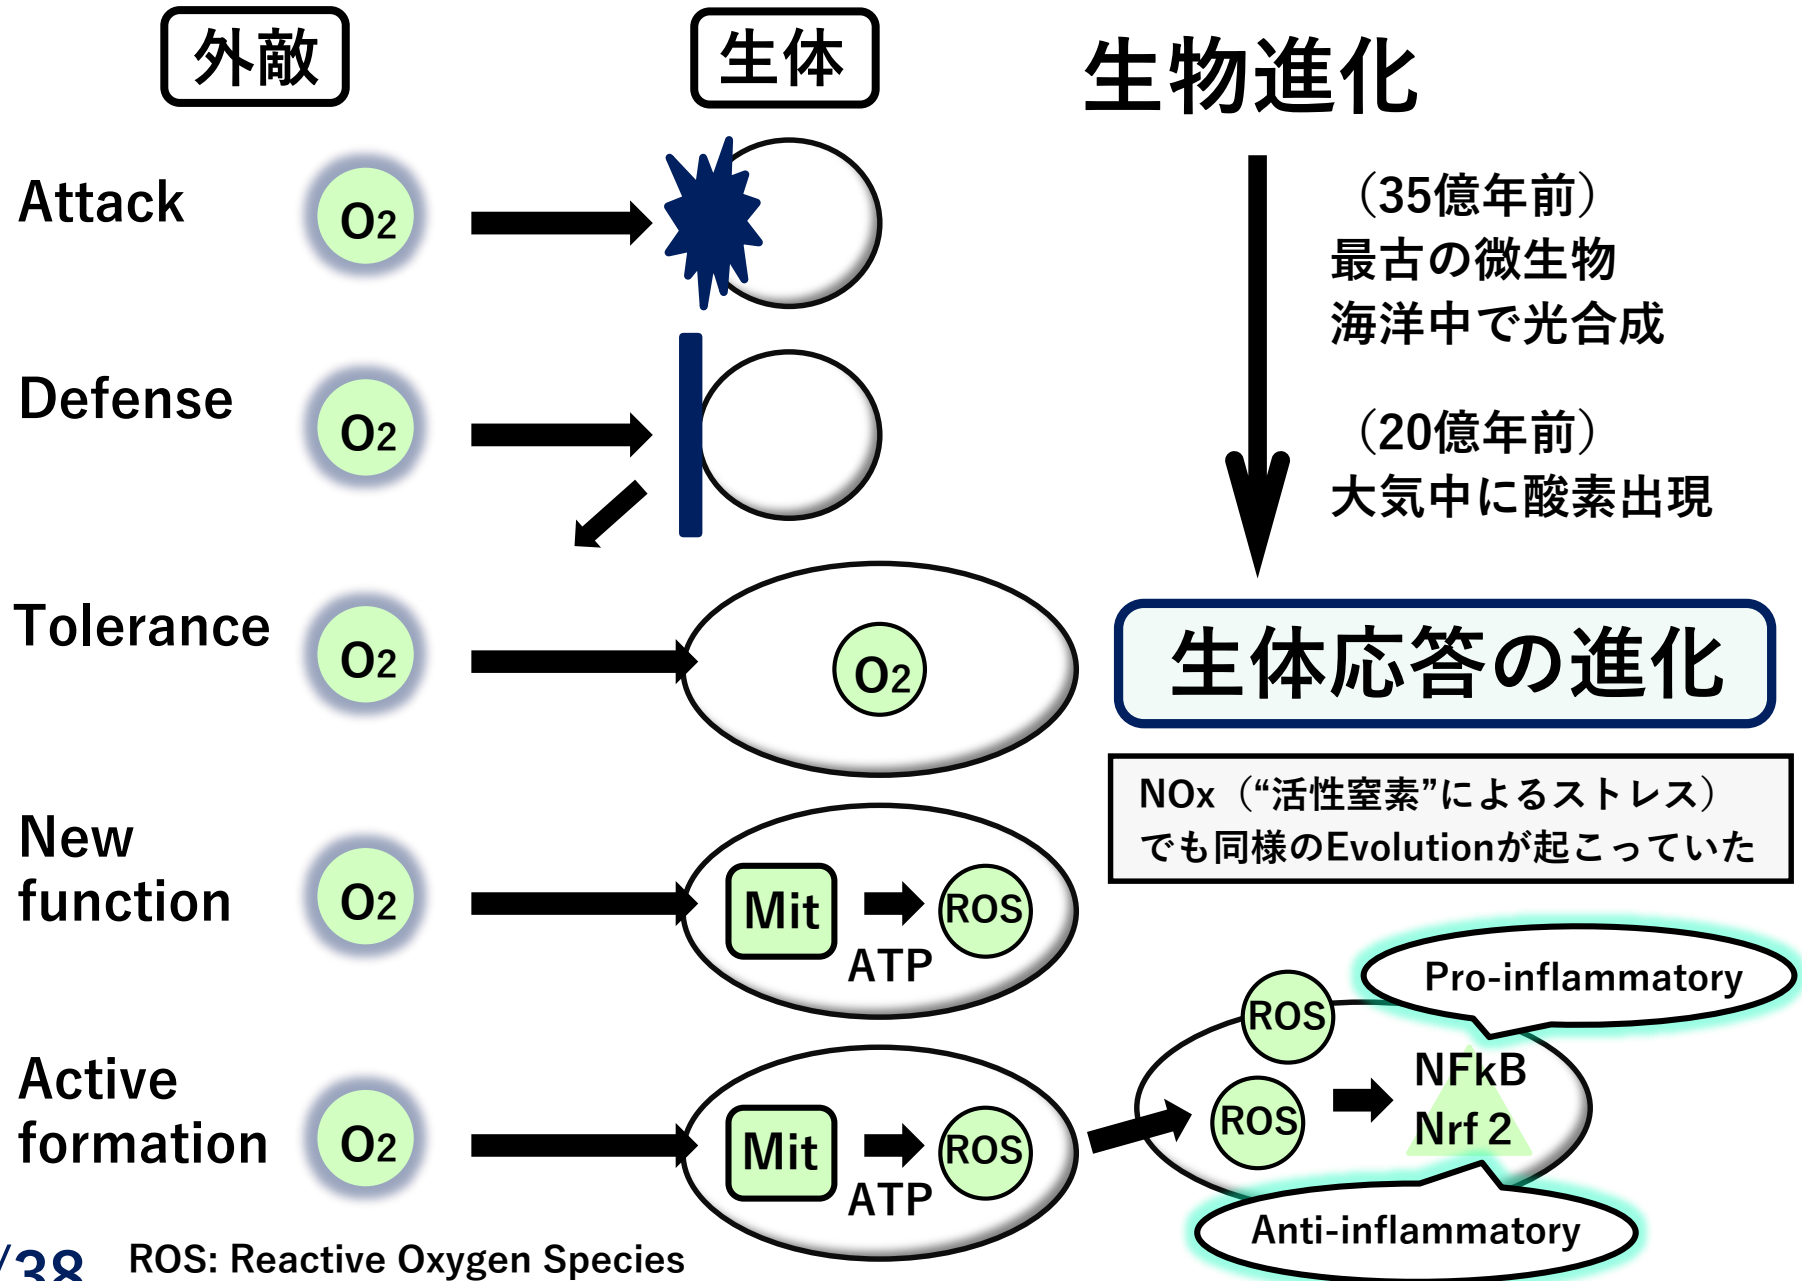 外敵
生体
生物進化
Attack
O2
（35億年前）
最古の微生物
海洋中で光合成
Defense
O2
（20億年前）
大気中に酸素出現
Tolerance
O2
O2
生体応答の進化
NOx（“活性窒素”によるストレス）
でも同様のEvolutionが起こっていた
New
function
O2
Mit
ROS
ATP
Active
formation
O2
Mit
ROS
ATP
ROS
ROS
NFkB
Nrf 2
Pro-inflammatory
Anti-inflammatory
/38
ROS: Reactive Oxygen Species